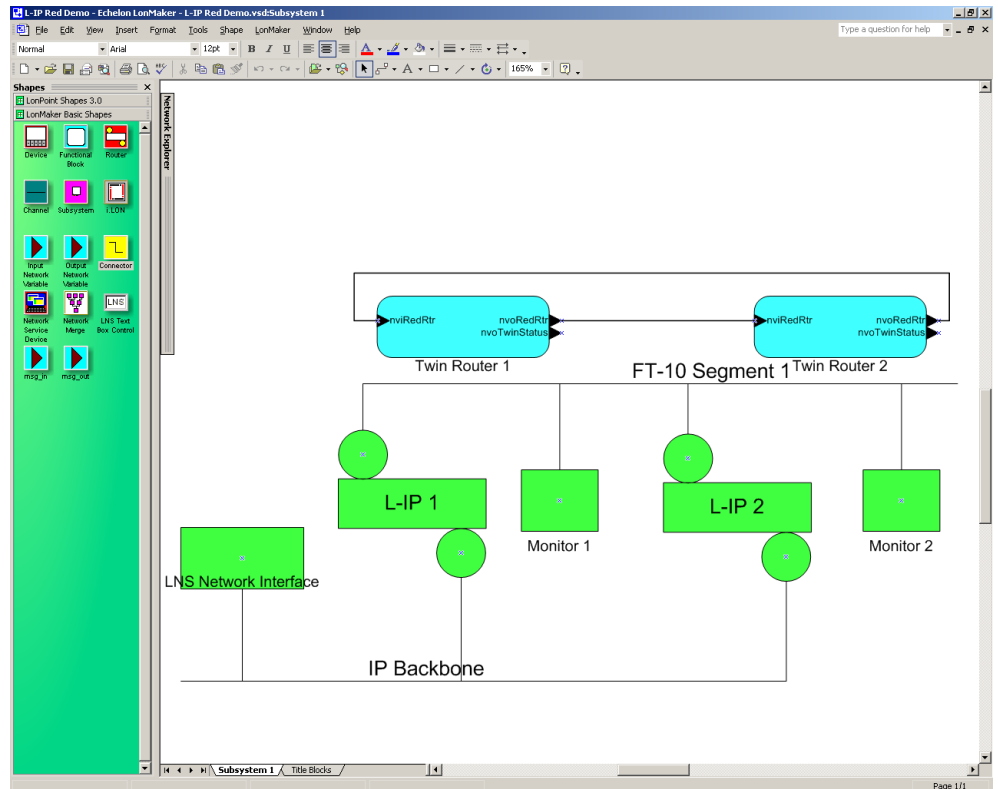 L-IP Red Demo - Echelon LonMaker - L-IP Red Demo.vsd:Subsystem 1
File Edit View Insert Format Tools Shape LonMaker Window Help
Type a question for help
Normal Arial 12pt B I U A
A 165%
Shapes
LonPoint Shapes 3.0
LonMaker Basic Shapes
Device
Functional Block
Router
Channel
Subsystem
i.LON
Input Network Variable
Output Network Variable
Connector
Network Service Device
Network Merge
LNS
LNS Text Box Control
msg_in
msg_out
Network Explorer
nviRedRtr
nvoRedRtr
nvoTwinStatus
Twin Router 1
nviRedRtr
nvoRedRtr
nvoTwinStatus
Twin Router 2
FT-10 Segment 1
L-IP 1
Monitor 1
L-IP 2
Monitor 2
LNS Network Interface
IP Backbone
Subsystem 1 Title Blocks
Page 1/1